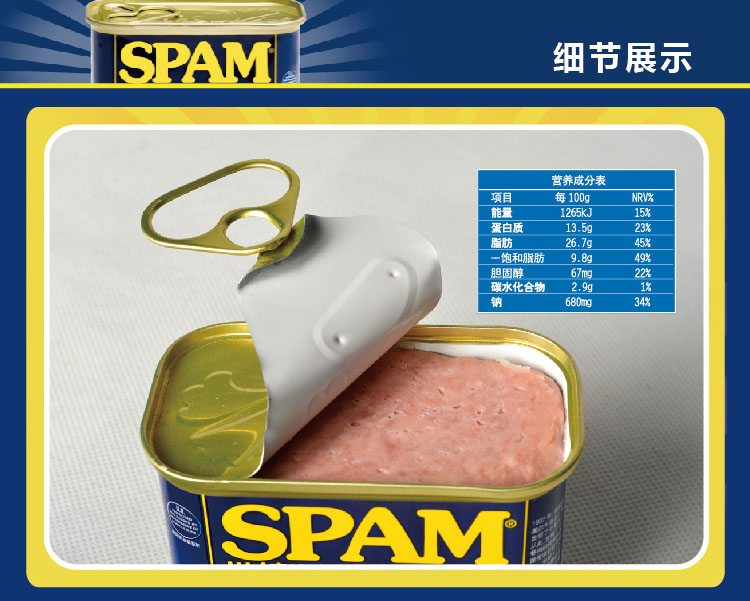 SPAM
细节展示
营养成分表
项目 每100g NRV%
能量 1265kJ 15%
蛋白质 13.5g 23%
脂肪 26.7g 45%
一饱和脂肪 9.8g 49%
胆固醇 67mg 22%
碳水化合物 2.9g 1%
钠 680mg 34%
SPAM®